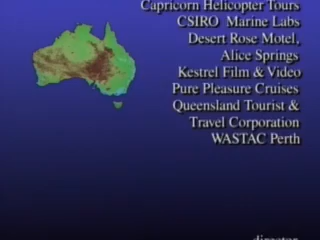 Capricorn Helicopter Tours
CSIRO Marine Labs
Desert Rose Motel,
Alice Springs
Kestrel Film & Video
Pure Pleasure Cruises
Queensland Tourist &
Travel Corporation
WASTAC Perth
director